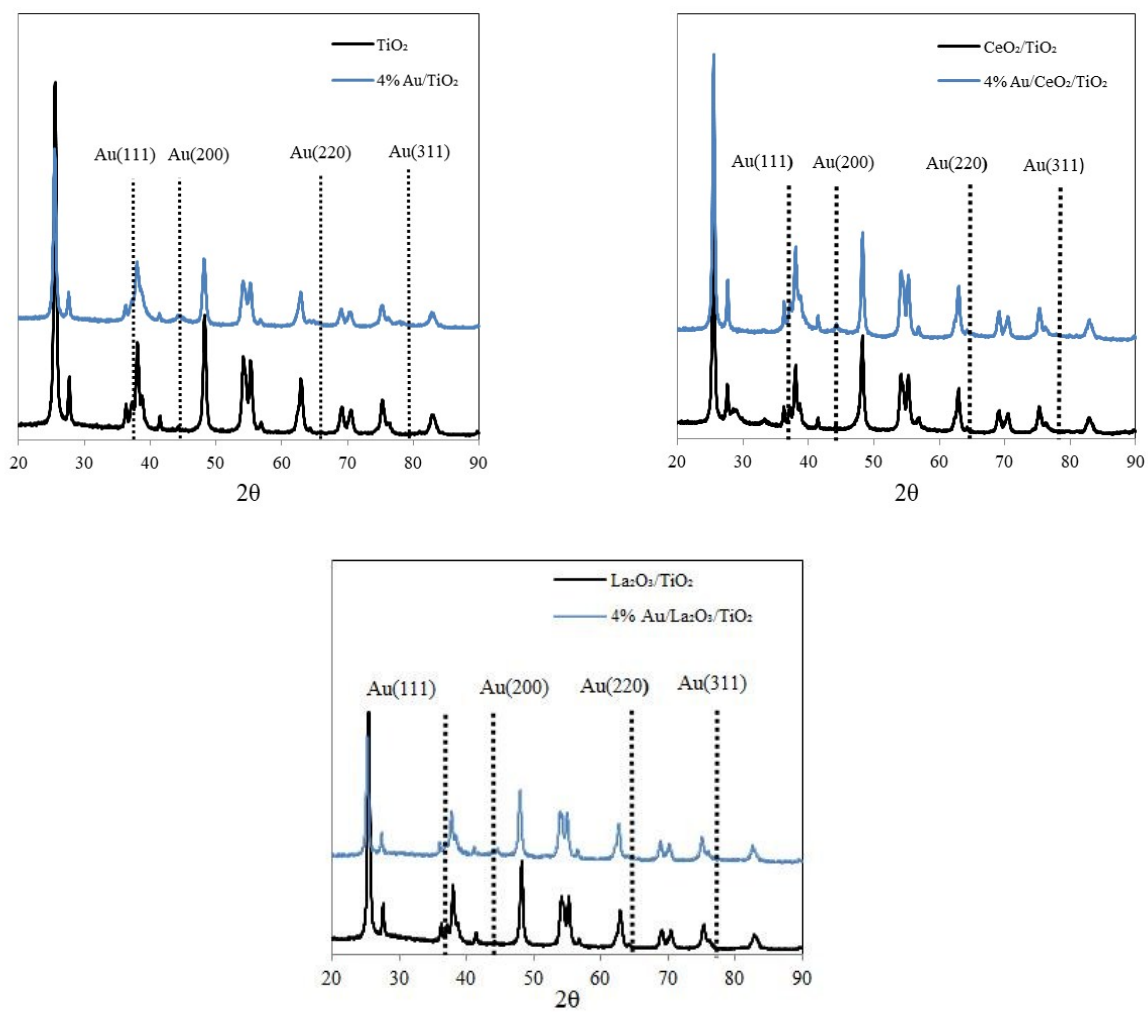 TiO₂
4% Au/TiO₂
Au(111) Au(200) Au(220) Au(311)
20 30 40 50 60 70 80 90
2θ
CeO₂/TiO₂
4% Au/CeO₂/TiO₂
Au(111) Au(200) Au(220) Au(311)
20 30 40 50 60 70 80 90
2θ
La₂O₃/TiO₂
4% Au/La₂O₃/TiO₂
Au(111) Au(200) Au(220) Au(311)
20 30 40 50 60 70 80 90
2θ